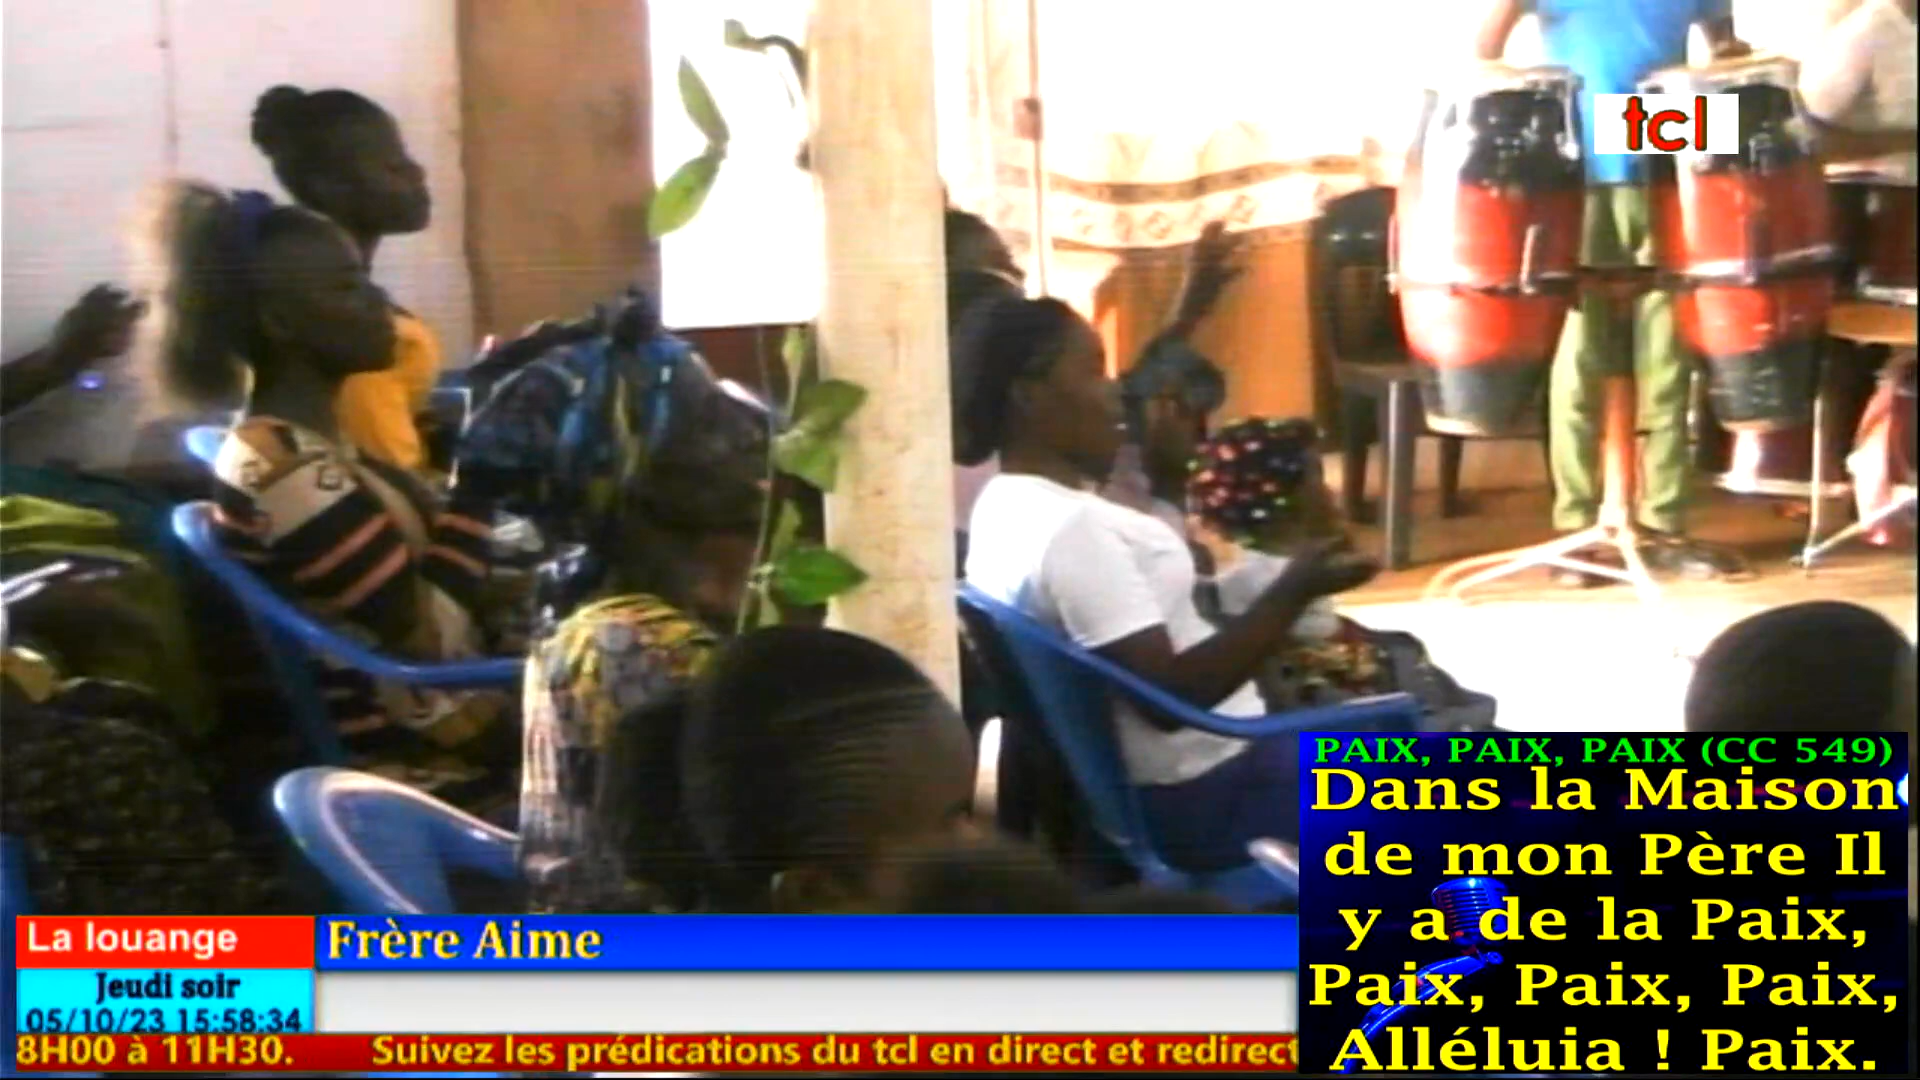 tcl
PAIX, PAIX, PAIX (CC 549)
Dans la Maison
de mon Père Il
y a de la Paix,
Paix, Paix, Paix,
Alléluia ! Paix.
La louange
Frère Aime
Jeudi soir
05/10/23 15:58:34
8H00 à 11H30. Suivez les prédications du tcl en direct et redirect